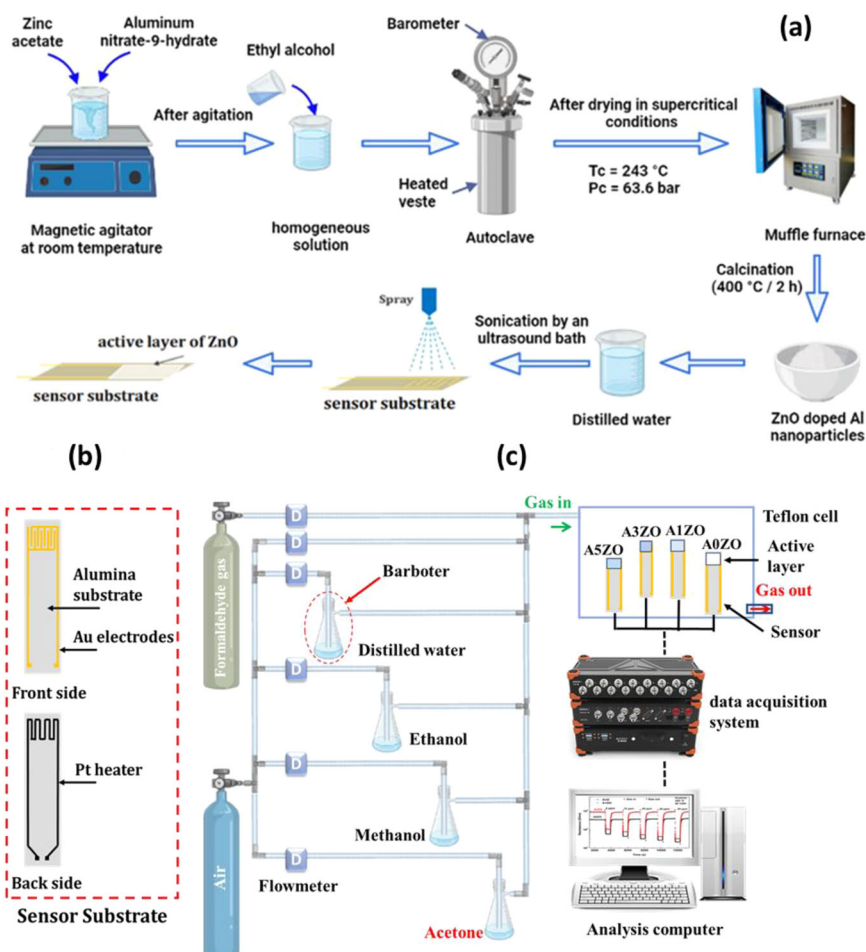 (a)
Zinc
acetate
Aluminum
nitrate-9-hydrate
Magnetic agitator
at room temperature
After agitation
Ethyl alcohol
homogeneous
solution
Barometer
Heated
veste
Autoclave
After drying in supercritical
conditions
Tc = 243 °C
Pc = 63.6 bar
Muffle furnace
Calcination
(400 °C / 2 h)
ZnO doped Al
nanoparticles
Distilled water
Sonication by an
ultrasound bath
Spray
sensor substrate
active layer of ZnO
sensor substrate
(b)
Alumina
substrate
Au electrodes
Front side
Pt heater
Back side
Sensor Substrate
(c)
Formaldehyde gas
Air
D
D
D
D
D
D
Flowmeter
Barboter
Distilled water
Ethanol
Methanol
Acetone
Gas in
Teflon cell
A5ZO
A3ZO
A1ZO
A0ZO
Active
layer
Gas out
Sensor
data acquisition
system
Analysis computer